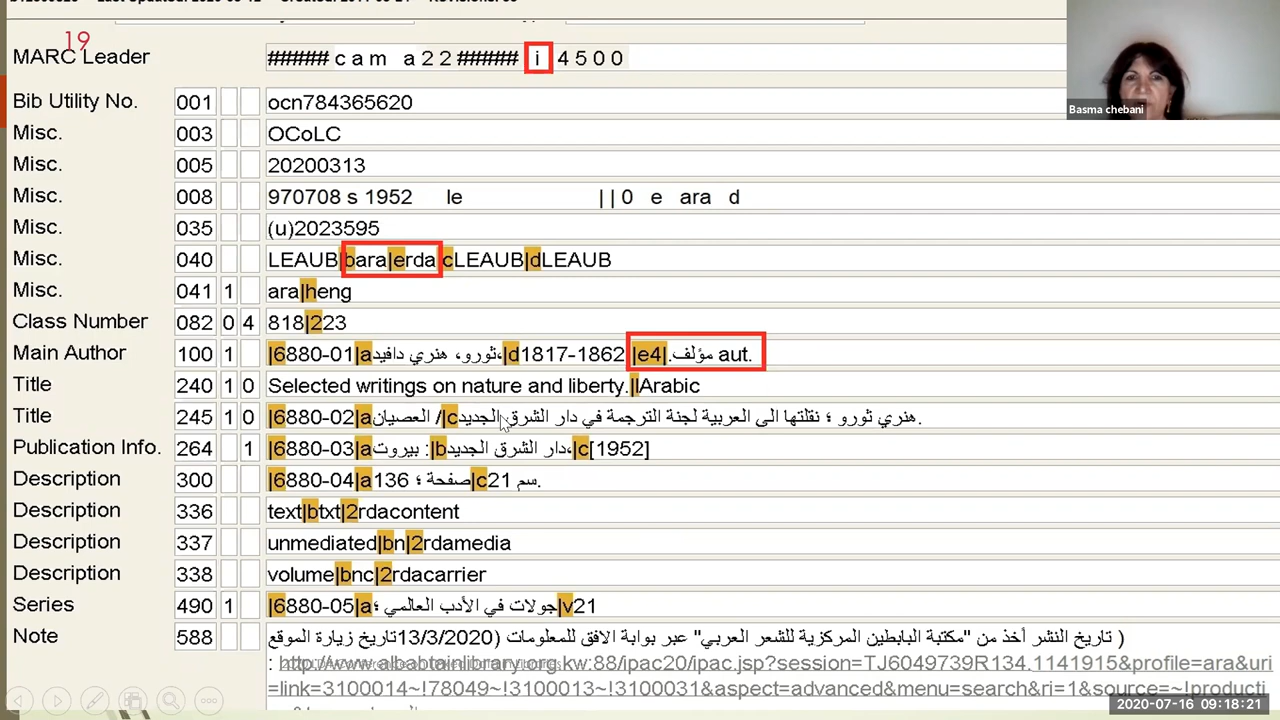 19
MARC Leader ##### c a m a 2 2 ##### i 4 5 0 0
Basma chebani
Bib Utility No. 001 ocn784365620
Misc. 003 OCoLC
Misc. 005 20200313
Misc. 008 970708 s 1952 le | | 0 e ara d
Misc. 035 (u)2023595
Misc. 040 LEAUB|bara|erda|cLEAUB|dLEAUB
Misc. 041 1 ara|heng
Class Number 082 0 4 818|223
Main Author 100 1 |6880-01|aثورو، هنري دافيد،|d1817-1862 |e4|.مؤلف aut.
Title 240 1 0 Selected writings on nature and liberty.|lArabic
Title 245 1 0 |6880-02|aالعصيان /|cهنري ثورو ؛ نقلتها الى العربية لجنة الترجمة في دار الشرق الجديد.
Publication Info. 264 1 |6880-03|aبيروت :|bدار الشرق الجديد،|c[1952]
Description 300 |6880-04|a136 صفحة ؛|c21 سم.
Description 336 text|btxt|2rdacontent
Description 337 unmediated|bn|2rdamedia
Description 338 volume|bnc|2rdacarrier
Series 490 1 |6880-05|aجولات في الأدب العالمي ؛|v21
Note 588 تاريخ النشر أخذ من "مكتبة البابطين المركزية للشعر العربي" عبر بوابة الافق للمعلومات (تاريخ زيارة الموقع 13/3/2020)
: http://www.albabtainlibrary.org.kw:88/ipac20/ipac.jsp?session=TJ6049739R134.1141915&profile=ara&uri
=link=3100014~!78049~!3100013~!3100031&aspect=advanced&menu=search&ri=1&source=~!producti
2020-07-16 09:18:21